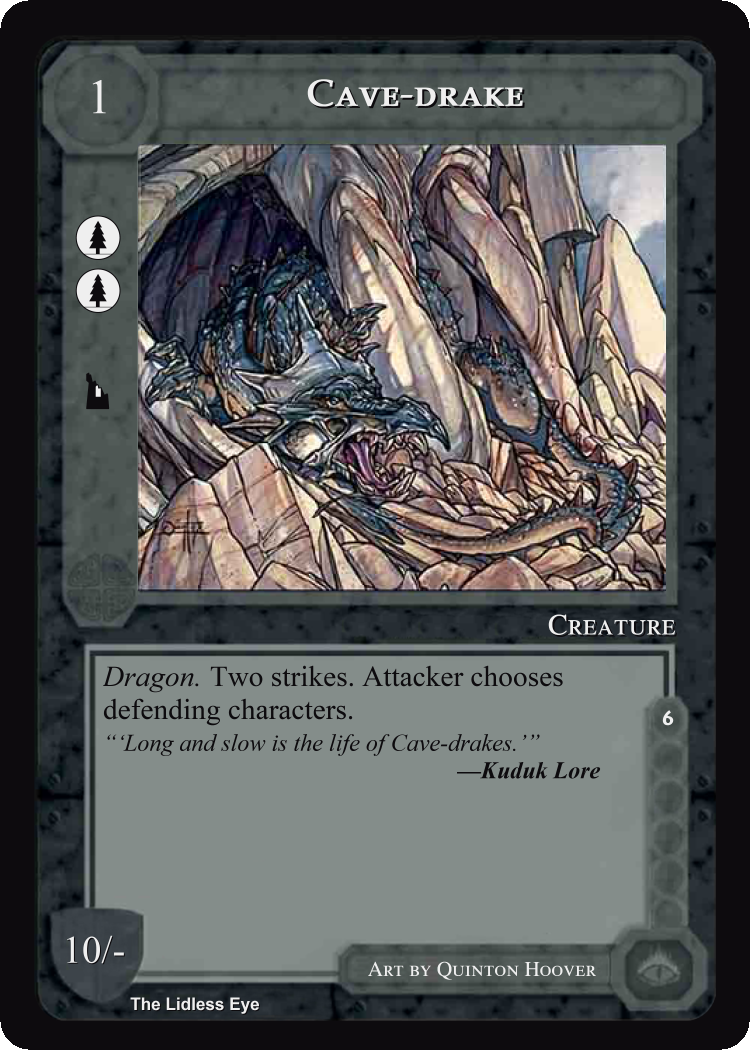 1
CAVE-DRAKE
CREATURE
Dragon. Two strikes. Attacker chooses
defending characters.
“‘Long and slow is the life of Cave-drakes.’”
—Kuduk Lore
6
10/-
ART BY QUINTON HOOVER
The Lidless Eye